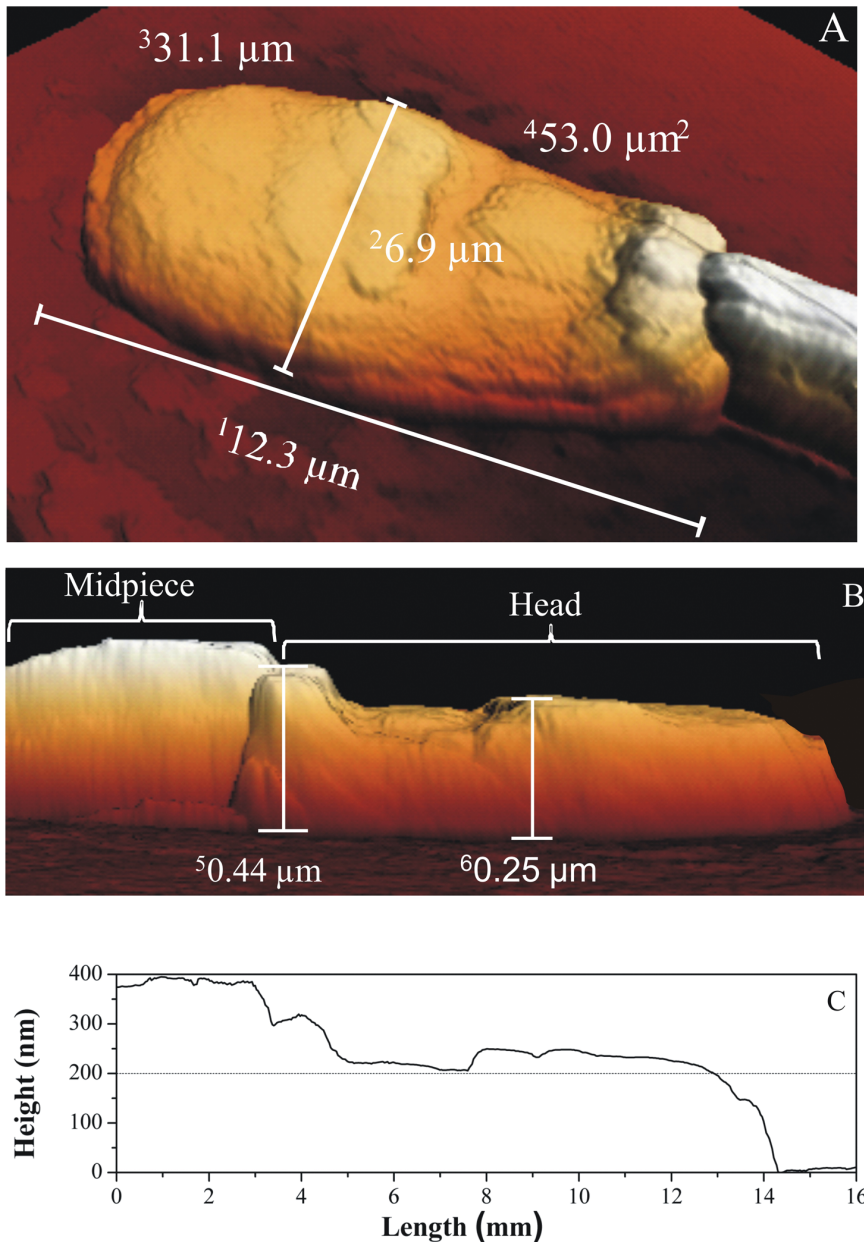 A
³31.1 µm
⁴53.0 µm²
²6.9 µm
¹12.3 µm
B
Midpiece
Head
⁵0.44 µm
⁶0.25 µm
C
Height (nm)
400
300
200
100
0
0 2 4 6 8 10 12 14 16
Length (mm)